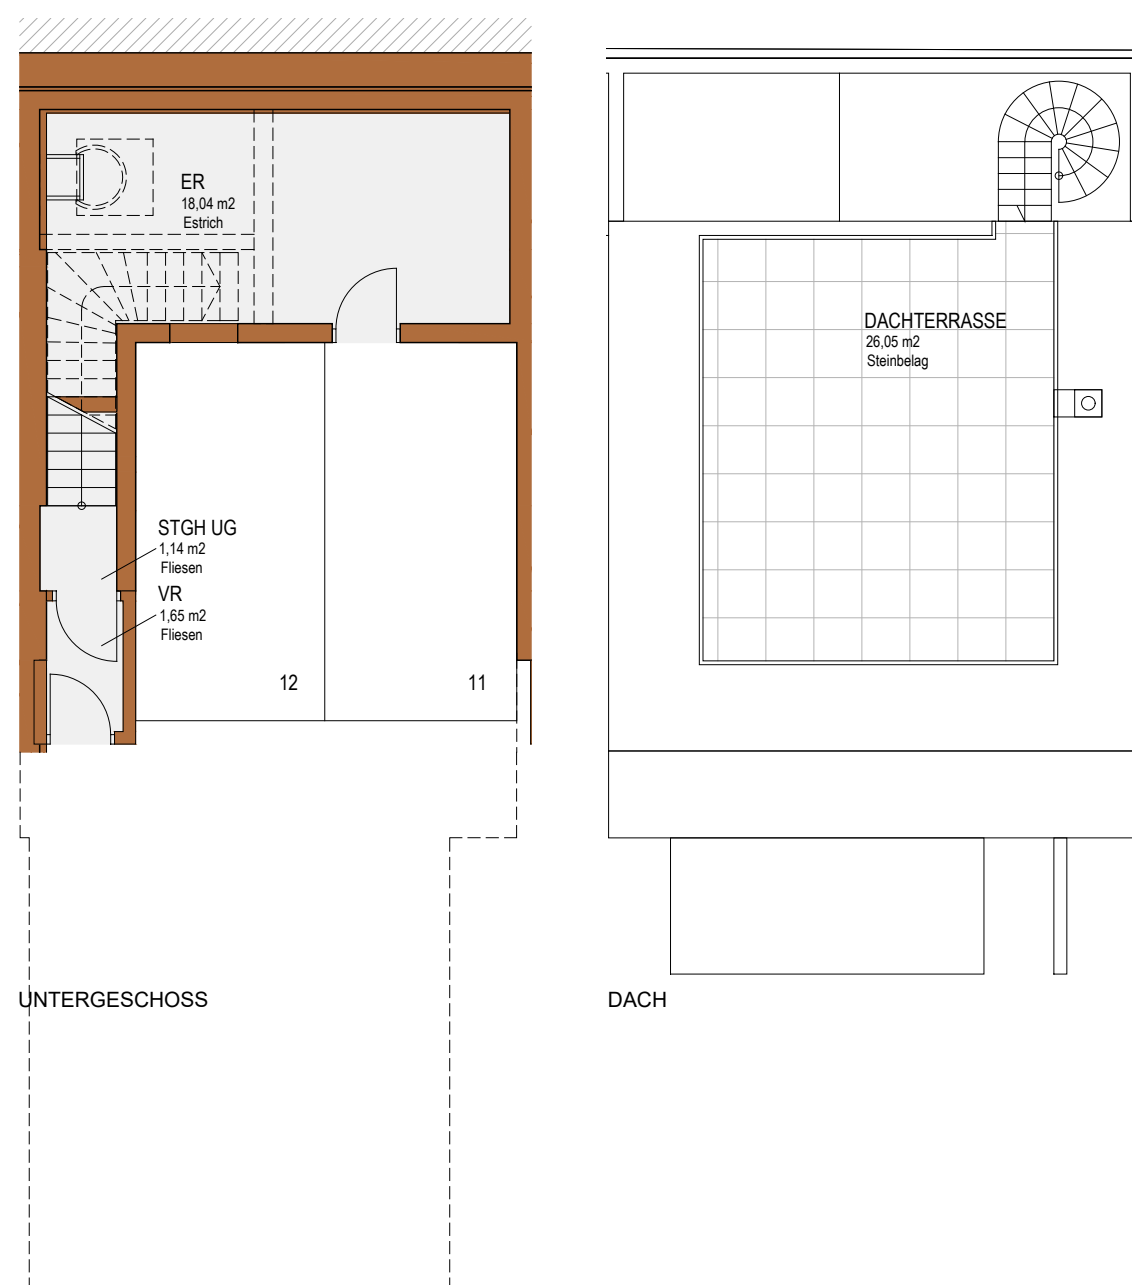 ER
18,04 m2
Estrich
STGH UG
1,14 m2
Fliesen
VR
1,65 m2
Fliesen
12
11
UNTERGESCHOSS
DACHTERRASSE
26,05 m2
Steinbelag
DACH